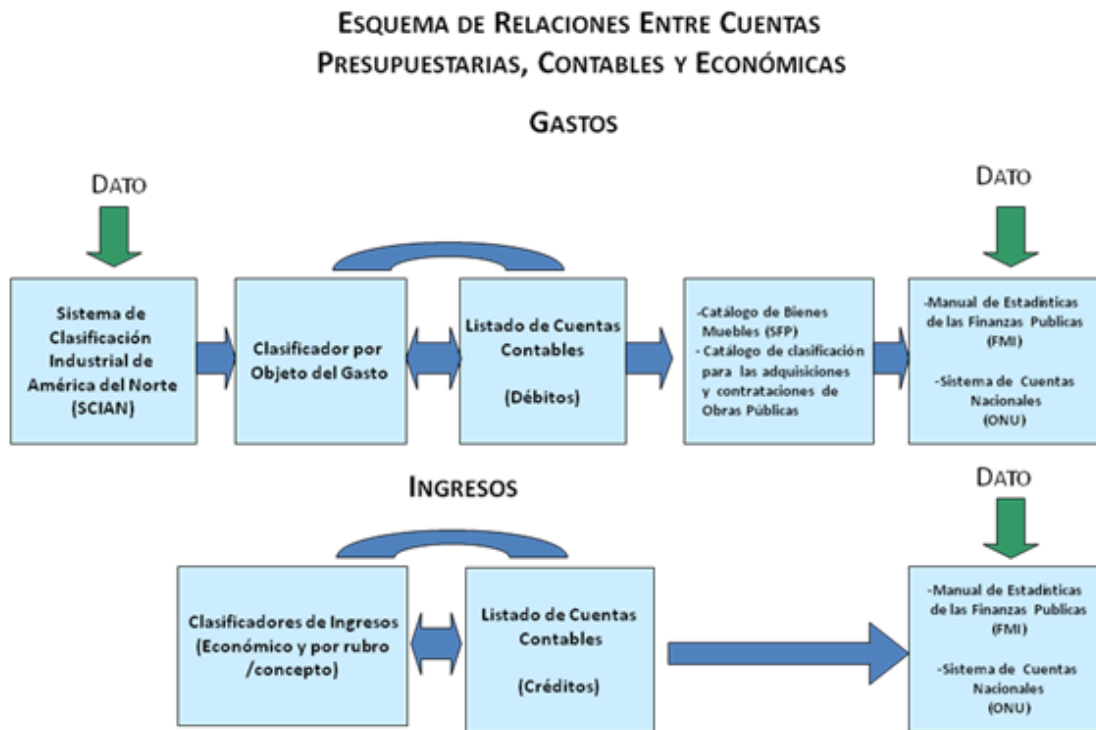 ESQUEMA DE RELACIONES ENTRE CUENTAS
PRESUPUESTARIAS, CONTABLES Y ECONÓMICAS
GASTOS
DATO
DATO
Sistema de
Clasificación
Industrial de
América del Norte
(SCIAN)
Clasificador por
Objeto del Gasto
Listado de Cuentas
Contables
(Débitos)
-Catálogo de Bienes
Muebles (SFP)
- Catálogo de clasificación
para las adquisiciones
y contrataciones de
Obras Públicas
-Manual de Estadísticas
de las Finanzas Publicas
(FMI)
-Sistema de Cuentas
Nacionales
(ONU)
INGRESOS
DATO
Clasificadores de Ingresos
(Económico y por rubro
/concepto)
Listado de Cuentas
Contables
(Créditos)
-Manual de Estadísticas
de las Finanzas Publicas
(FMI)
-Sistema de Cuentas
Nacionales
(ONU)